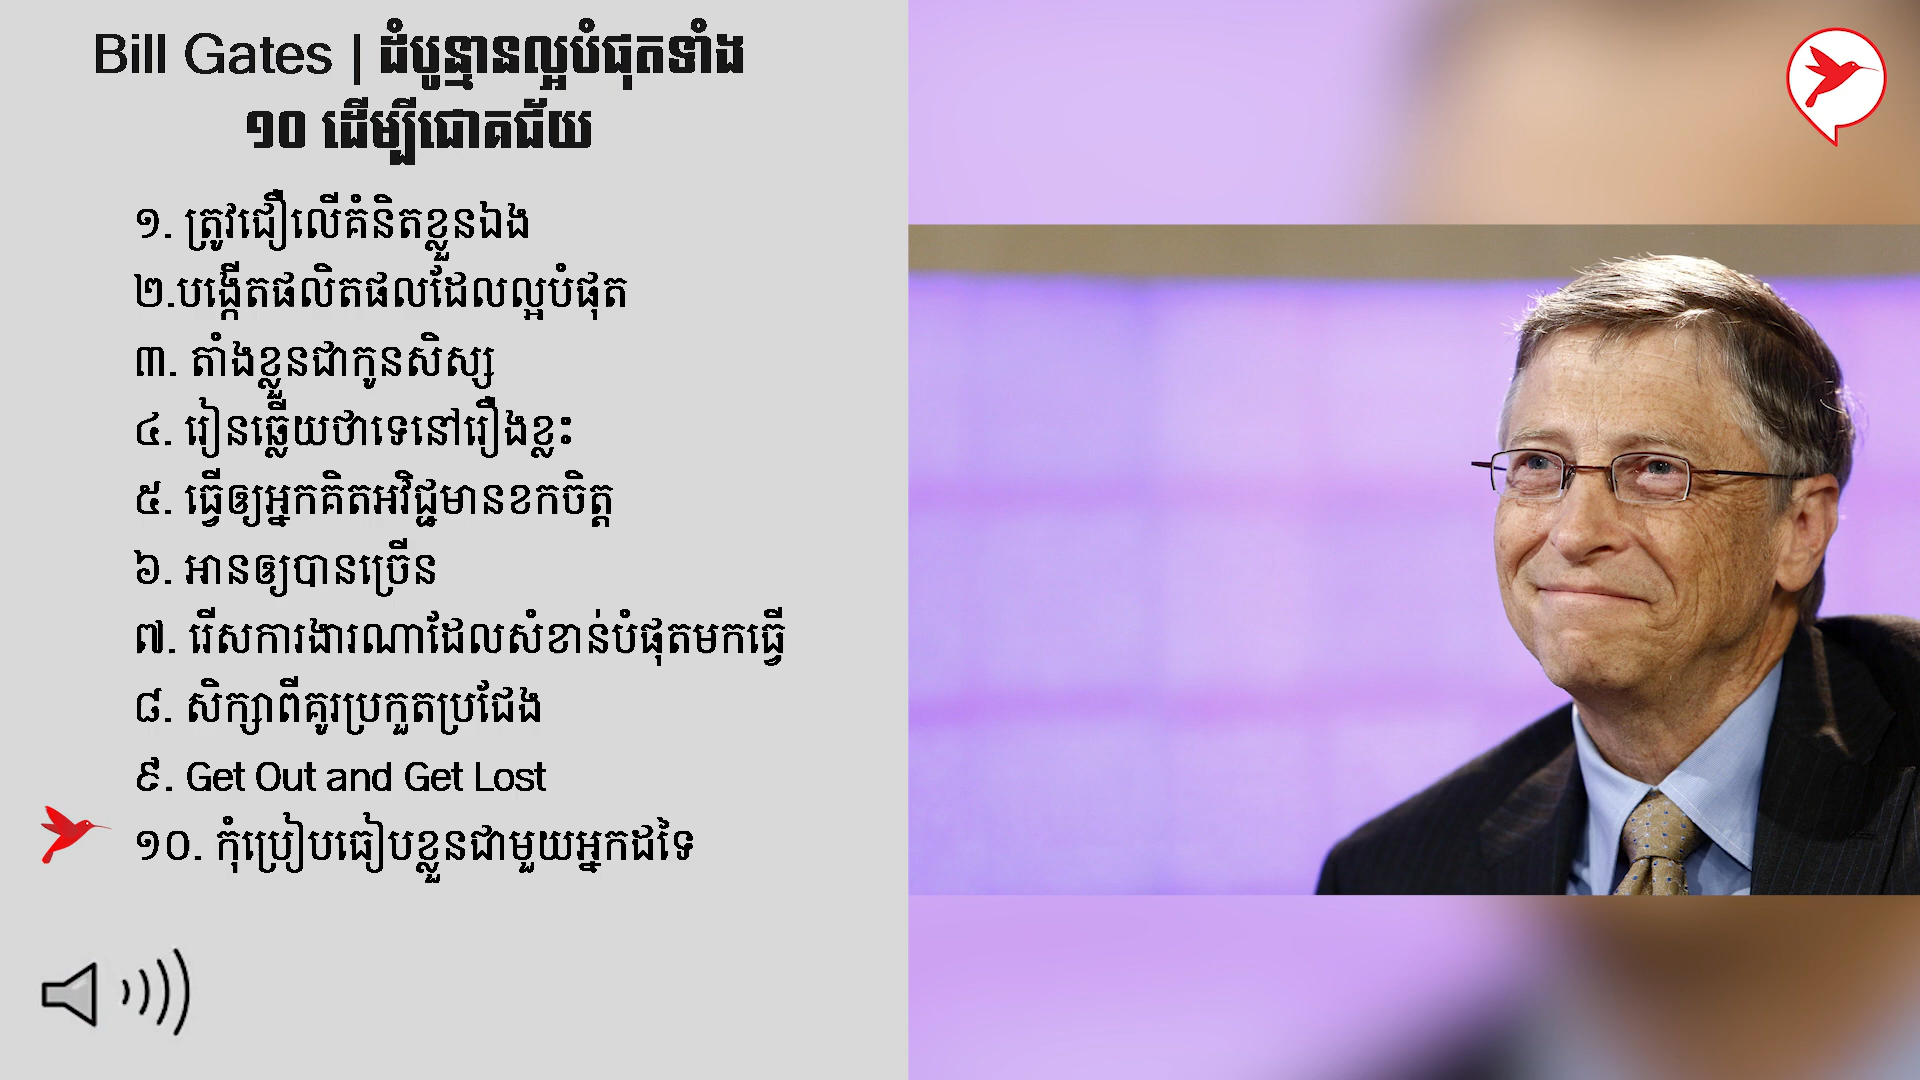 Bill Gates | ដំបូន្មានល្អបំផុតទាំង
១០ ដើម្បីជោគជ័យ
១. ត្រូវជឿលើគំនិតខ្លួនឯង
២.បង្កើតផលិតផលដែលល្អបំផុត
៣. តាំងខ្លួនជាកូនសិស្ស
៤. រៀនឆ្លើយថាទេនៅរឿងខ្លះ
៥. ធ្វើឲ្យអ្នកគិតអវិជ្ជមានខកចិត្ត
៦. អានឲ្យបានច្រើន
៧. រើសការងារណាដែលសំខាន់បំផុតមកធ្វើ
៨. សិក្សាពីគូរប្រកួតប្រជែង
៩. Get Out and Get Lost
១០. កុំប្រៀបធៀបខ្លួនជាមួយអ្នកដទៃ